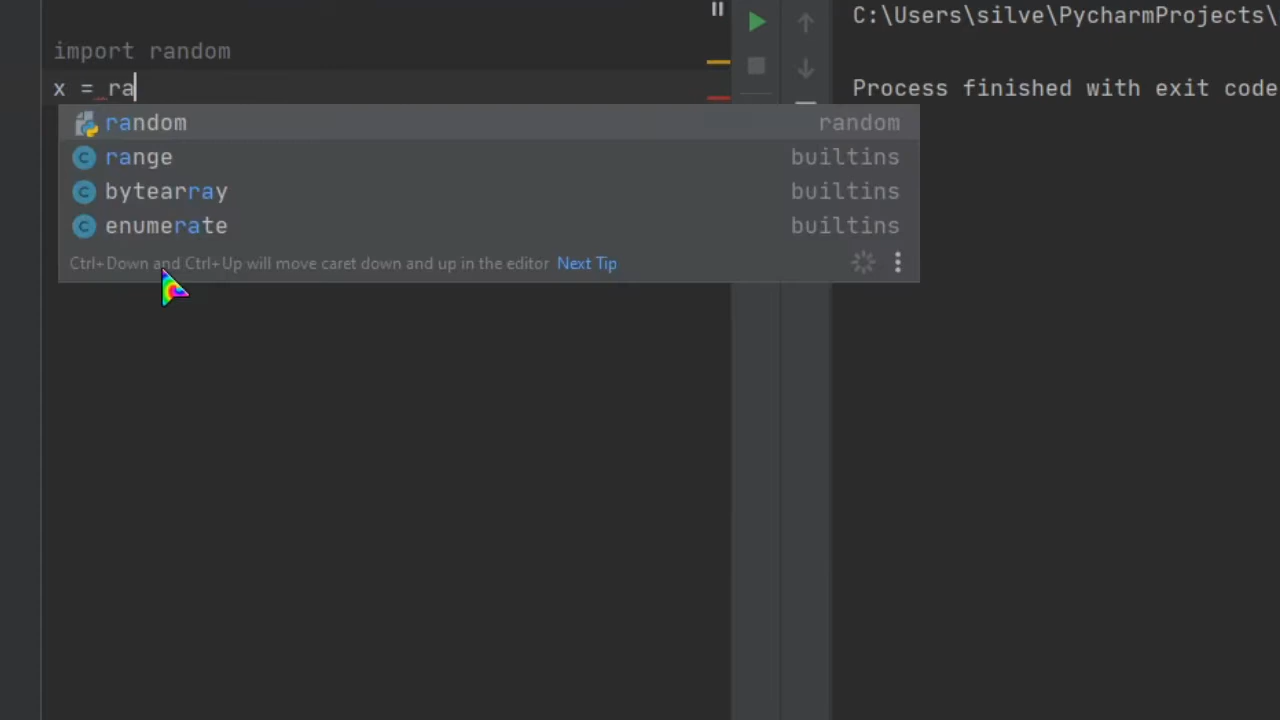 C:\Users\silve\PycharmProjects\
import random
x = ra
Process finished with exit code
random random
range builtins
bytearray builtins
enumerate builtins
Ctrl+Down and Ctrl+Up will move caret down and up in the editor Next Tip